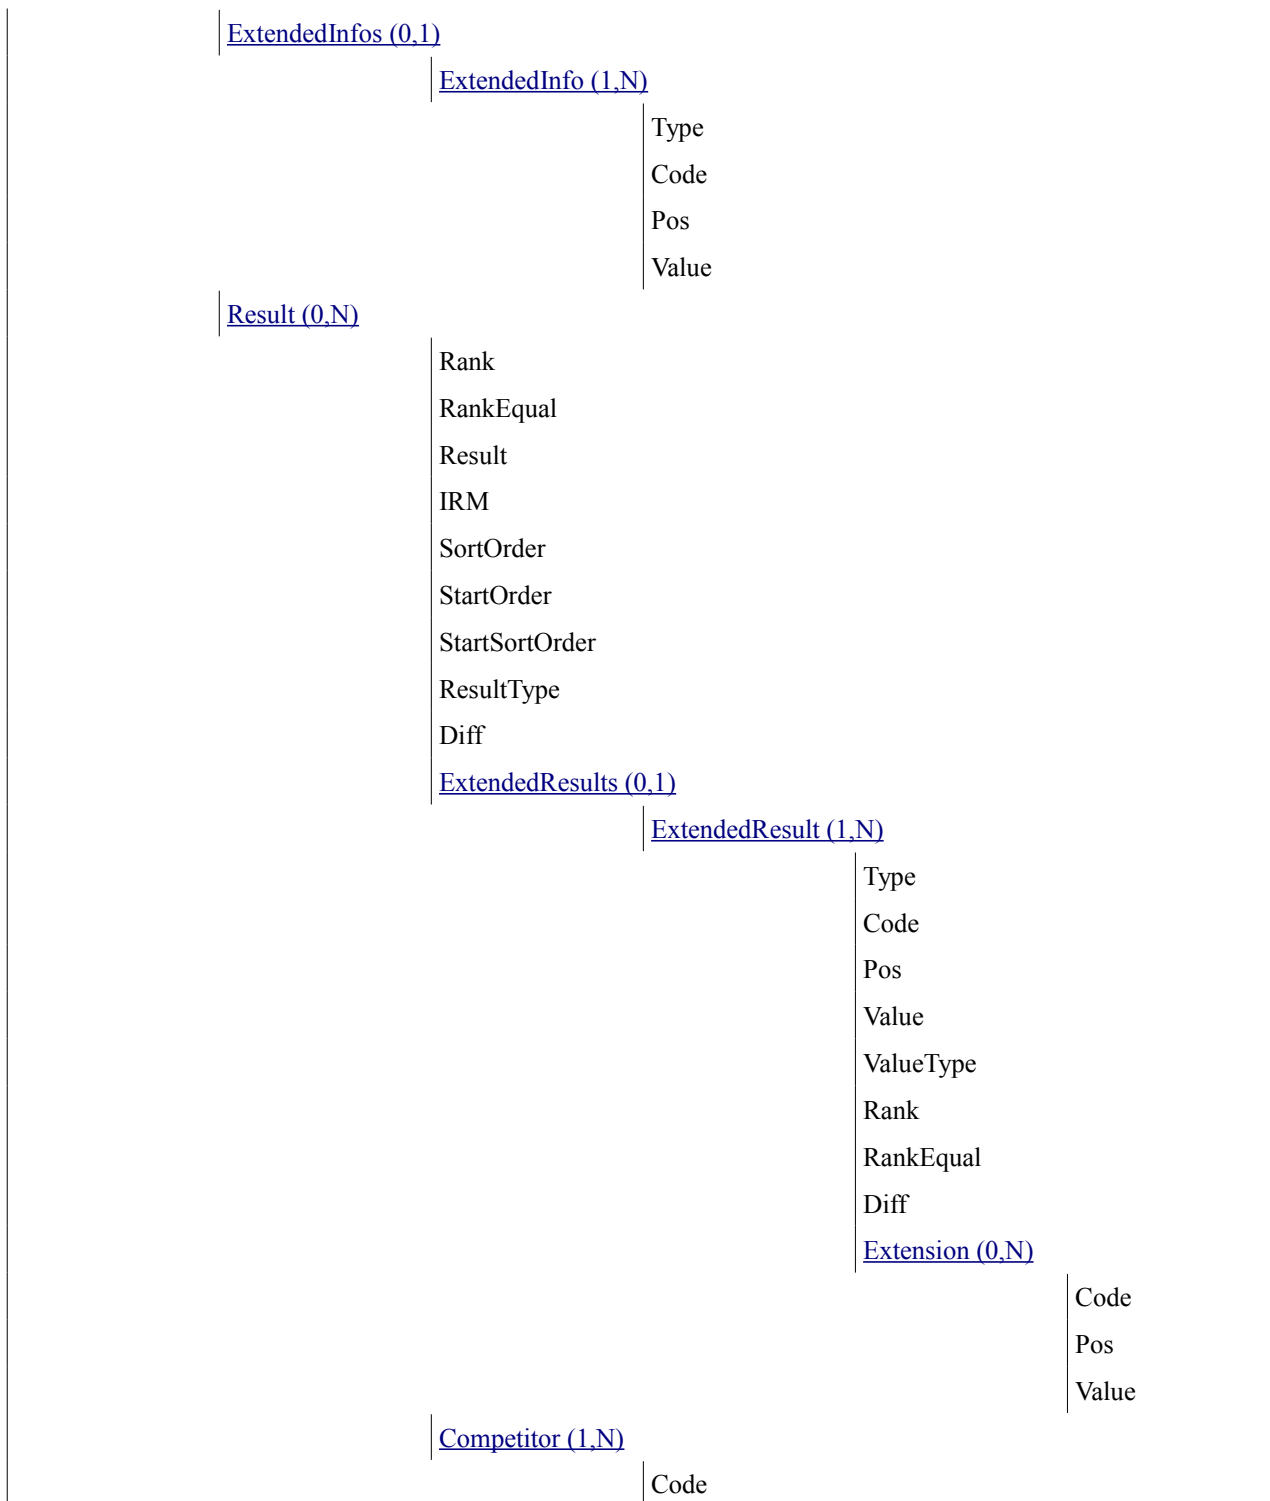 ExtendedInfos (0,1)
ExtendedInfo (1,N)
Type
Code
Pos
Value
Result (0,N)
Rank
RankEqual
Result
IRM
SortOrder
StartOrder
StartSortOrder
ResultType
Diff
ExtendedResults (0,1)
ExtendedResult (1,N)
Type
Code
Pos
Value
ValueType
Rank
RankEqual
Diff
Extension (0,N)
Code
Pos
Value
Competitor (1,N)
Code